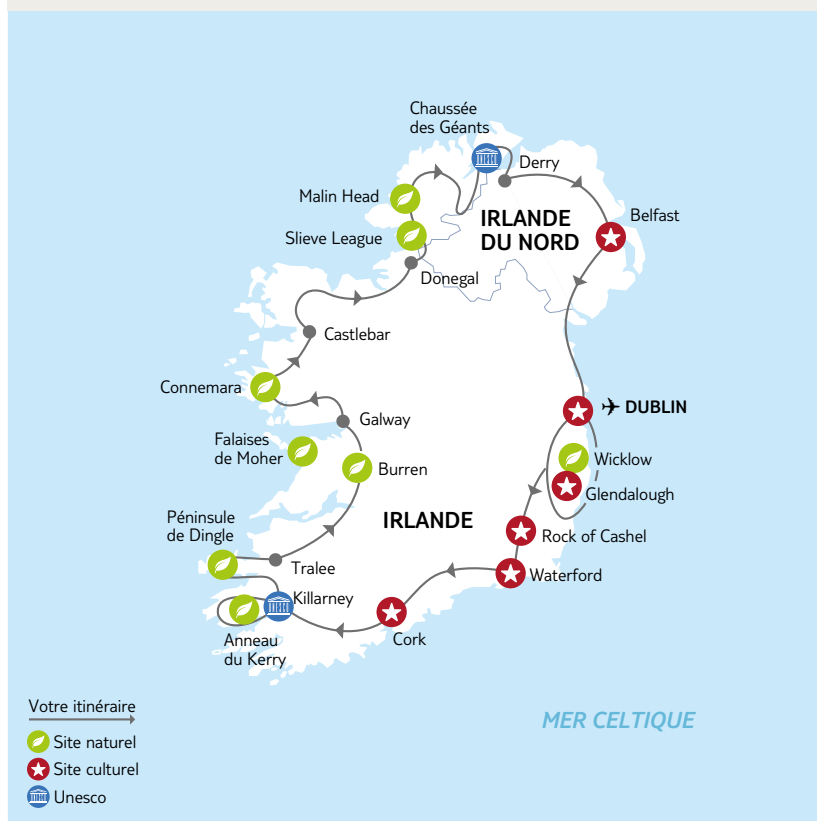 Chaussée
des Géants
Derry
Malin Head
IRLANDE
DU NORD
Belfast
Slieve League
Donegal
Castlebar
Connemara
DUBLIN
Galway
Falaises
de Moher
Wicklow
Burren
Glendalough
Péninsule
de Dingle
IRLANDE
Rock of Cashel
Tralee
Waterford
Killarney
UNESCO
Anneau
du Kerry
Cork
Votre itinéraire
MER CELTIQUE
Site naturel
Site culturel
Unesco